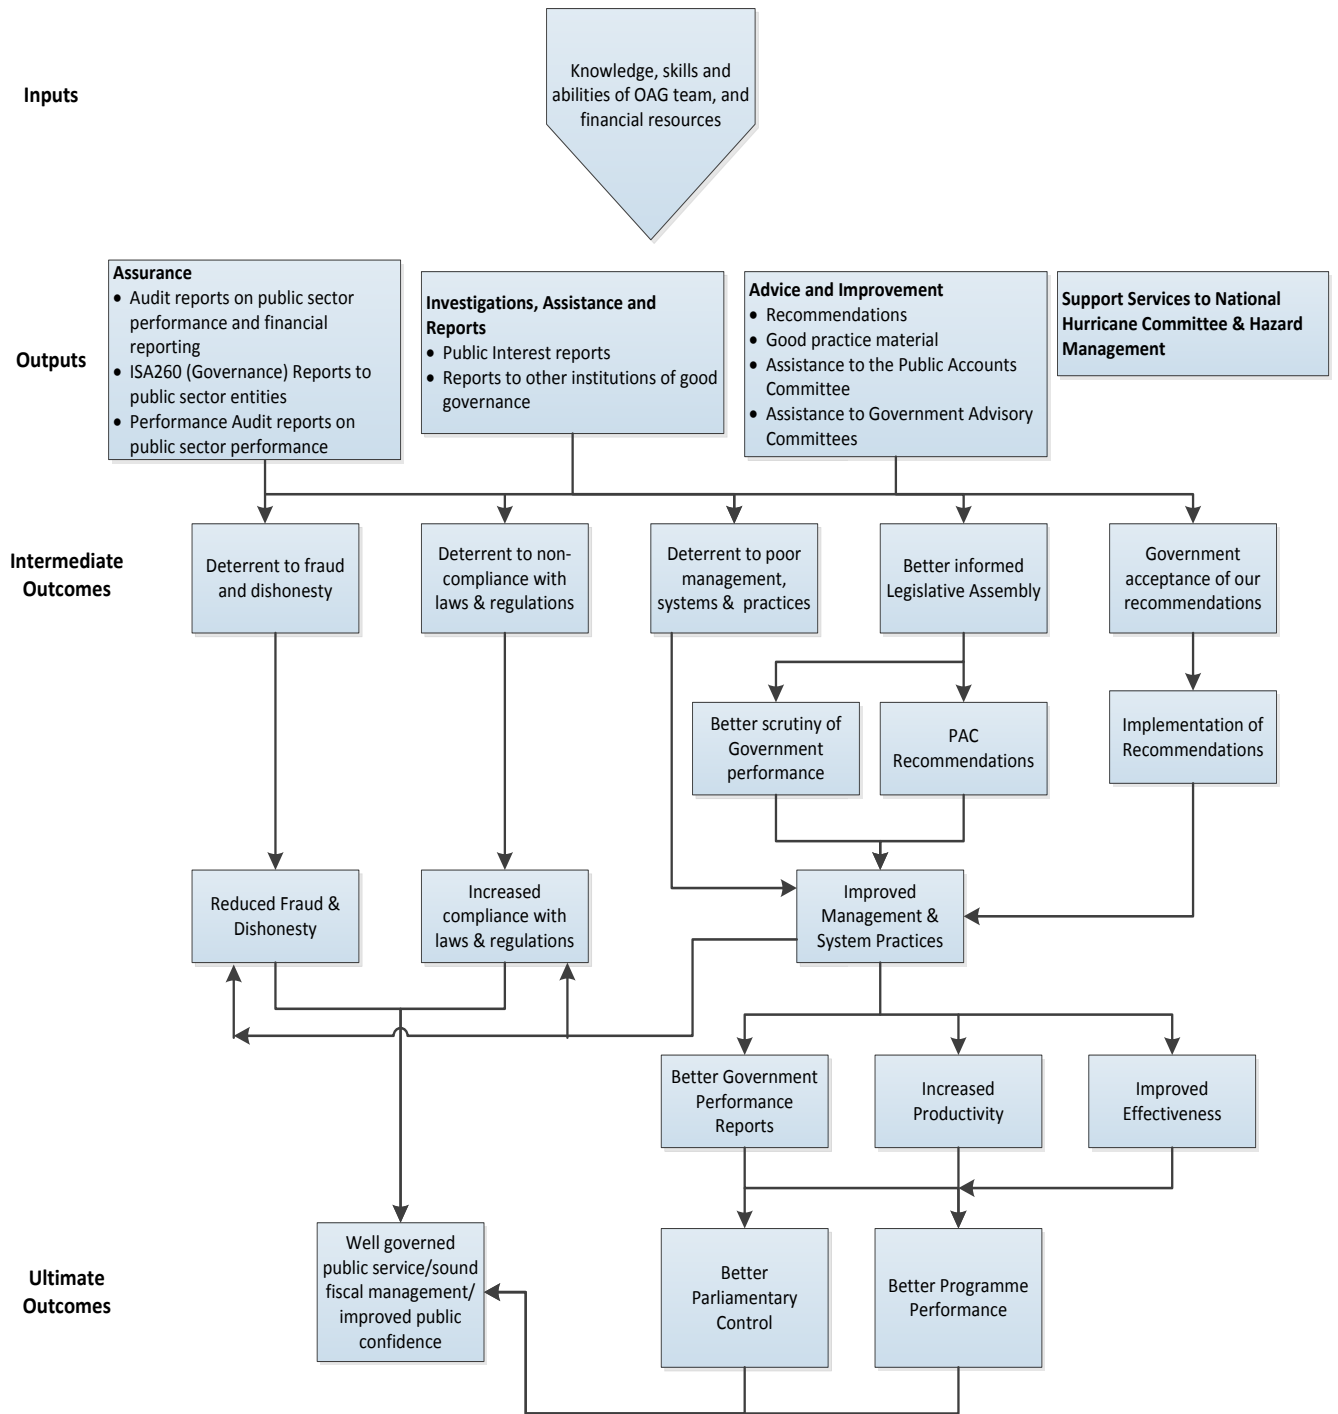 Inputs
Knowledge, skills and
abilities of OAG team, and
financial resources
Outputs
Assurance
• Audit reports on public sector
performance and financial
reporting
• ISA260 (Governance) Reports to
public sector entities
• Performance Audit reports on
public sector performance
Investigations, Assistance and
Reports
• Public Interest reports
• Reports to other institutions of good
governance
Advice and Improvement
• Recommendations
• Good practice material
• Assistance to the Public Accounts
Committee
• Assistance to Government Advisory
Committees
Support Services to National
Hurricane Committee & Hazard
Management
Intermediate
Outcomes
Deterrent to fraud
and dishonesty
Deterrent to non-
compliance with
laws & regulations
Deterrent to poor
management,
systems & practices
Better informed
Legislative Assembly
Government
acceptance of our
recommendations
Better scrutiny of
Government
performance
PAC
Recommendations
Implementation of
Recommendations
Reduced Fraud &
Dishonesty
Increased
compliance with
laws & regulations
Improved
Management &
System Practices
Better Government
Performance
Reports
Increased
Productivity
Improved
Effectiveness
Ultimate
Outcomes
Well governed
public service/sound
fiscal management/
improved public
confidence
Better
Parliamentary
Control
Better Programme
Performance